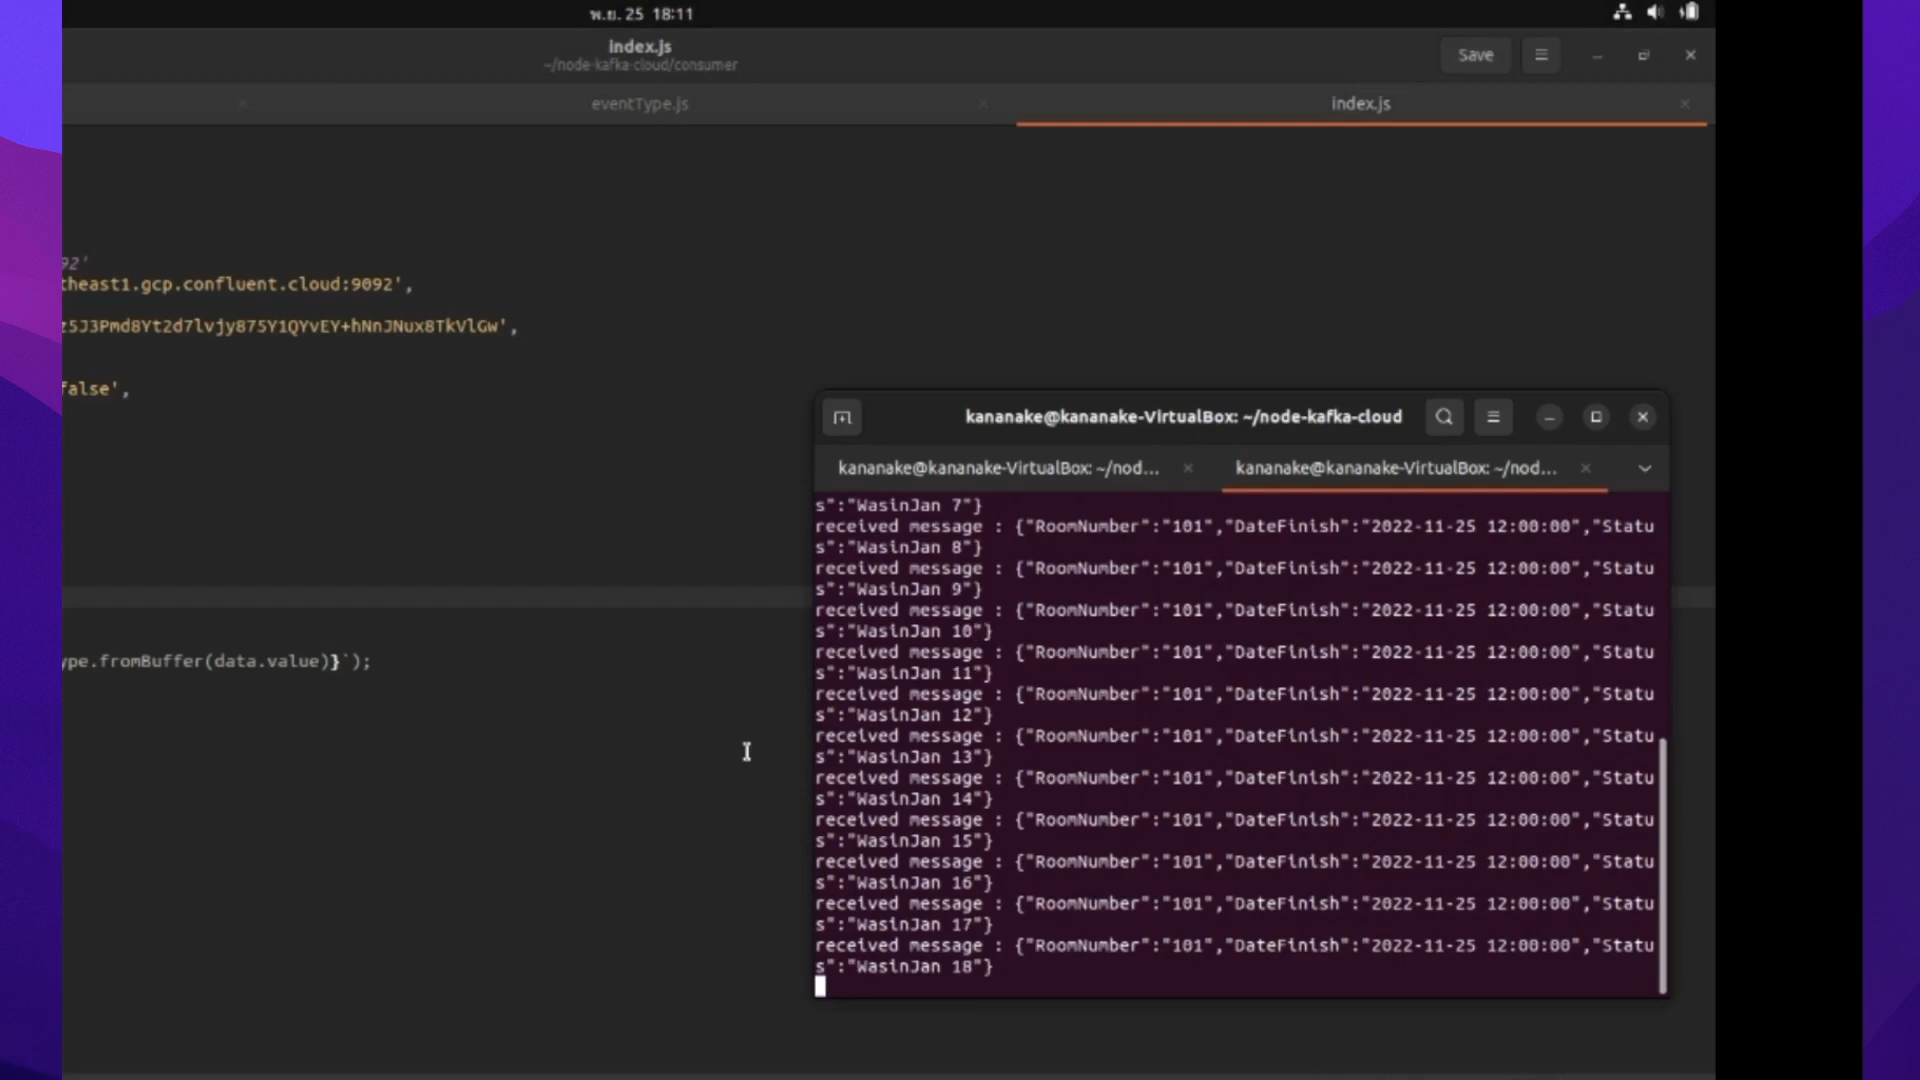 พ.ย. 25 18:11
index.js
~/node-kafka-cloud/consumer
Save
eventType.js
index.js
92'
theast1.gcp.confluent.cloud:9092',
z5J3Pmd8Yt2d7lvjy875Y1QYvEY+hNnJNux8TkVlGw',
false',
ype.fromBuffer(data.value)}`);
kananake@kananake-VirtualBox: ~/node-kafka-cloud
kananake@kananake-VirtualBox: ~/nod...
kananake@kananake-VirtualBox: ~/nod...
s":"WasinJan 7"}
received message : {"RoomNumber":"101","DateFinish":"2022-11-25 12:00:00","Statu
s":"WasinJan 8"}
received message : {"RoomNumber":"101","DateFinish":"2022-11-25 12:00:00","Statu
s":"WasinJan 9"}
received message : {"RoomNumber":"101","DateFinish":"2022-11-25 12:00:00","Statu
s":"WasinJan 10"}
received message : {"RoomNumber":"101","DateFinish":"2022-11-25 12:00:00","Statu
s":"WasinJan 11"}
received message : {"RoomNumber":"101","DateFinish":"2022-11-25 12:00:00","Statu
s":"WasinJan 12"}
received message : {"RoomNumber":"101","DateFinish":"2022-11-25 12:00:00","Statu
s":"WasinJan 13"}
received message : {"RoomNumber":"101","DateFinish":"2022-11-25 12:00:00","Statu
s":"WasinJan 14"}
received message : {"RoomNumber":"101","DateFinish":"2022-11-25 12:00:00","Statu
s":"WasinJan 15"}
received message : {"RoomNumber":"101","DateFinish":"2022-11-25 12:00:00","Statu
s":"WasinJan 16"}
received message : {"RoomNumber":"101","DateFinish":"2022-11-25 12:00:00","Statu
s":"WasinJan 17"}
received message : {"RoomNumber":"101","DateFinish":"2022-11-25 12:00:00","Statu
s":"WasinJan 18"}